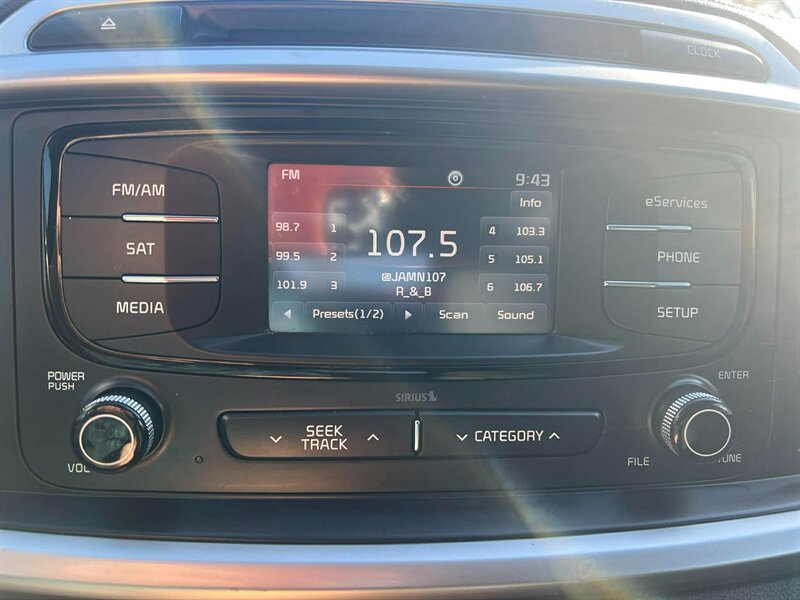 CLOCK
FM/AM
SAT
MEDIA
FM
9:43
Info
98.7 1
99.5 2
101.9 3
107.5
@JAMN107
R_&_B
4 103.3
5 105.1
6 106.7
Presets(1/2)
Scan
Sound
eServices
PHONE
SETUP
POWER
PUSH
VOL
SIRIUS
SEEK
TRACK
CATEGORY
ENTER
FILE
TUNE